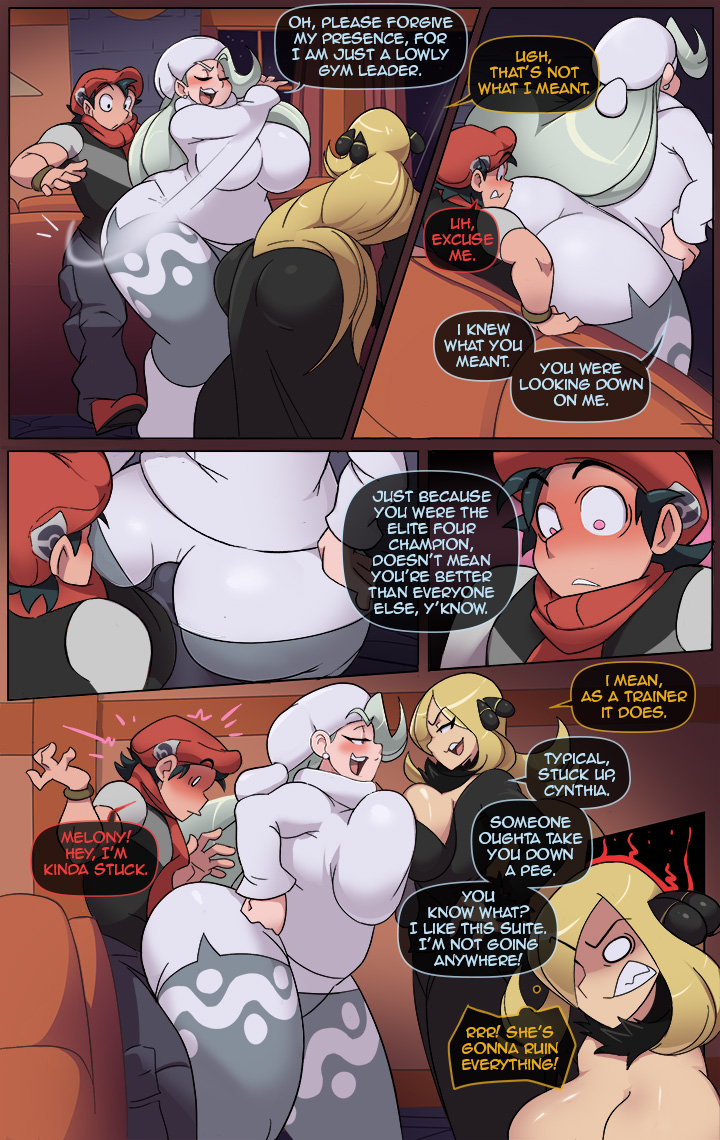 OH, PLEASE FORGIVE
MY PRESENCE, FOR
I AM JUST A LOWLY
GYM LEADER.
UGH,
THAT'S NOT
WHAT I MEANT.
UH,
EXCUSE
ME.
I KNEW
WHAT YOU
MEANT.
YOU WERE
LOOKING DOWN
ON ME.
JUST BECAUSE
YOU WERE THE
ELITE FOUR
CHAMPION,
DOESN'T MEAN
YOU'RE BETTER
THAN EVERYONE
ELSE, Y'KNOW.
I MEAN,
AS A TRAINER
IT DOES.
MELONY!
HEY, I'M
KINDA STUCK.
TYPICAL,
STUCK UP,
CYNTHIA.
SOMEONE
OUGHTA TAKE
YOU DOWN
A PEG.
YOU
KNOW WHAT?
I LIKE THIS SUITE.
I'M NOT GOING
ANYWHERE!
RRR! SHE'S
GONNA RUIN
EVERYTHING!